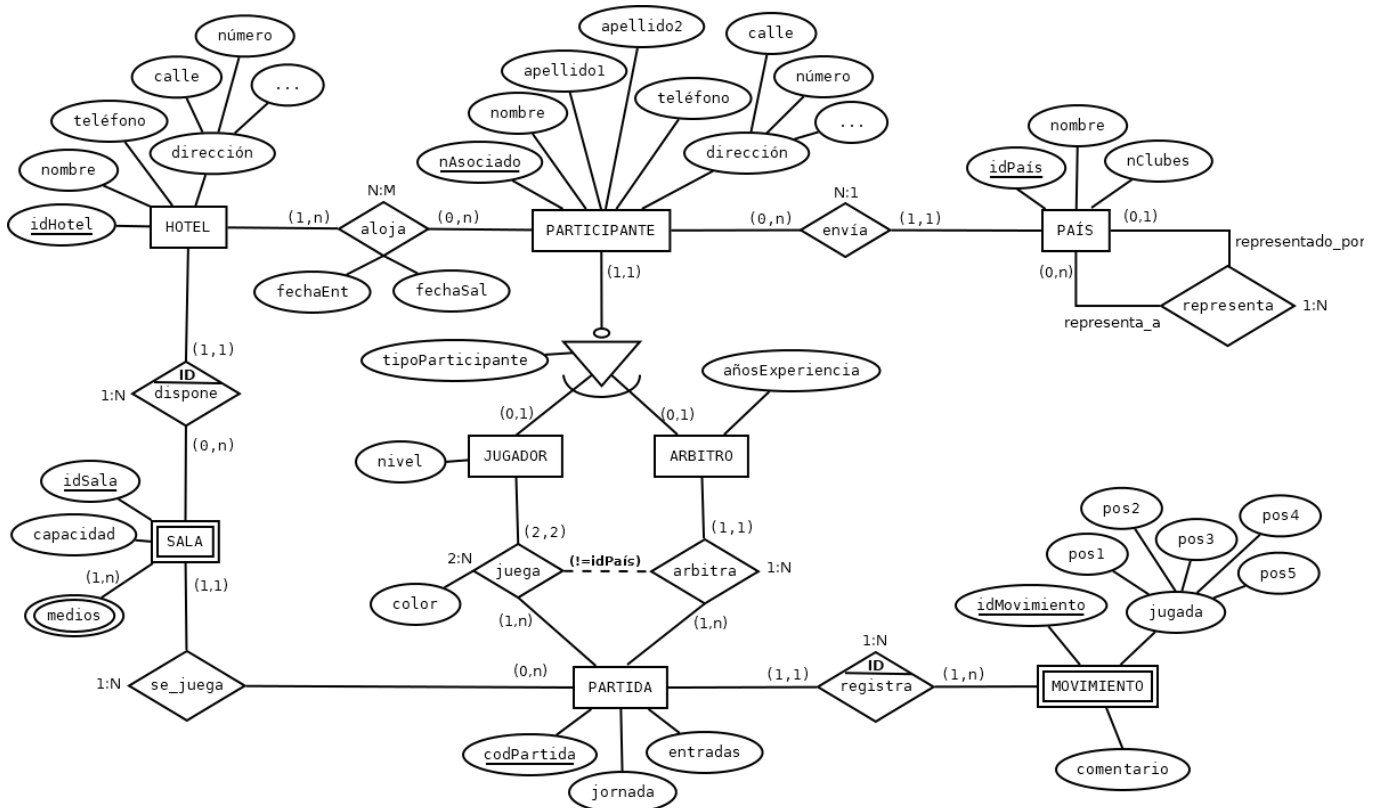 apellido2
número
calle
calle
apellido1
número
...
teléfono
...
teléfono
nombre
nombre
dirección
dirección
nombre
nAsociado
idPaís
nClubes
N:M
N:1
idHotel
HOTEL
(1,n)
aloja
(0,n)
PARTICIPANTE
(0,n)
envía
(1,1)
PAÍS
(0,1)
representado_por
fechaEnt
fechaSal
(1,1)
(0,n)
representa
1:N
representa_a
(1,1)
tipoParticipante
añosExperiencia
ID
dispone
1:N
(0,1)
(0,1)
(0,n)
nivel
JUGADOR
ARBITRO
idSala
capacidad
SALA
(1,n)
medios
(1,1)
(2,2)
(1,1)
2:N
juega
(!=idPaís)
arbitra
1:N
color
(1,n)
(1,n)
pos2
pos4
pos1
pos3
pos5
idMovimiento
jugada
1:N
se_juega
(0,n)
PARTIDA
(1,1)
1:N
ID
registra
(1,n)
MOVIMIENTO
codPartida
entradas
jornada
comentario